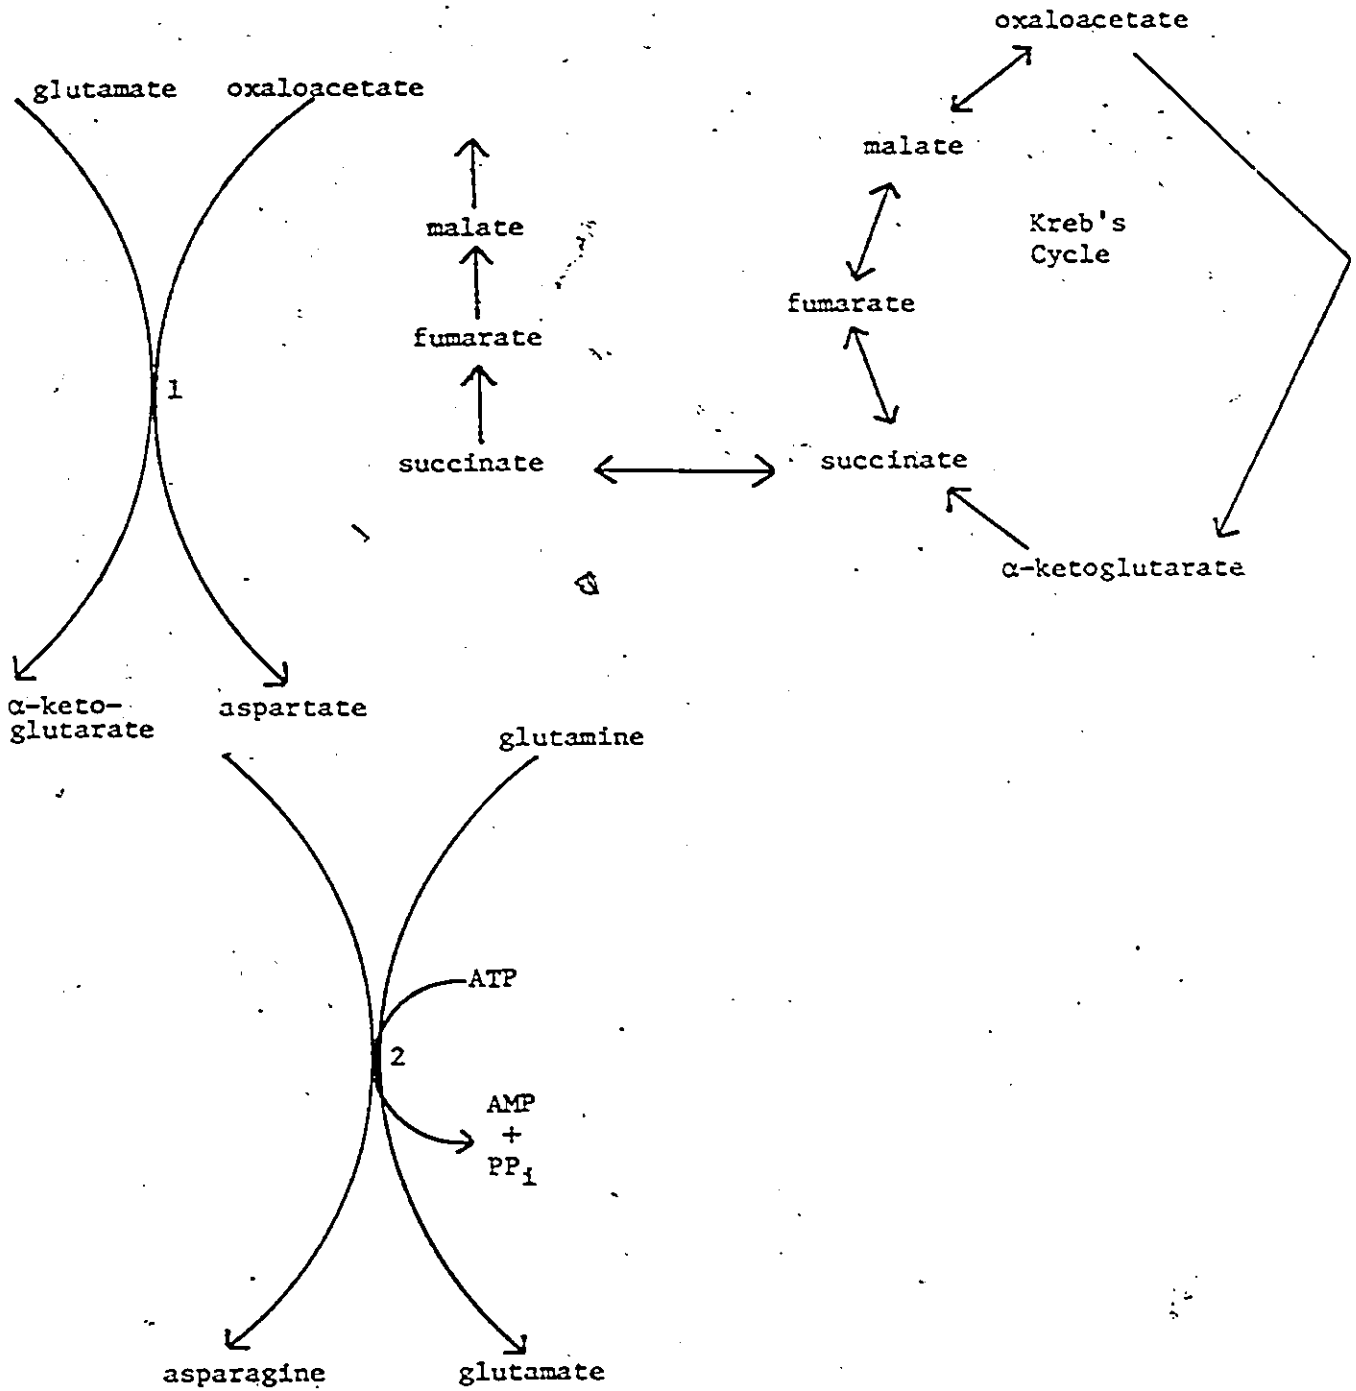 oxaloacetate
glutamate oxaloacetate
malate
malate
Kreb's
Cycle
fumarate
fumarate
1
succinate
succinate
α-ketoglutarate
α-keto-
glutarate
aspartate
glutamine
ATP
2
AMP
+
PPi
asparagine
glutamate